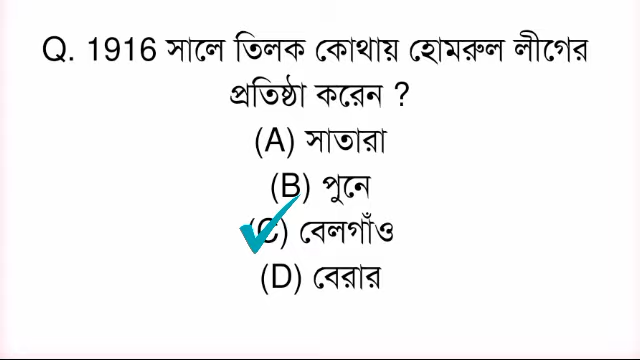 Q. 1916 সালে তিলক কোথায় হোমরুল লীগের
প্রতিষ্ঠা করেন ?
(A) সাতারা
(B) পুনে
(C) বেলগাঁও
(D) বেরার